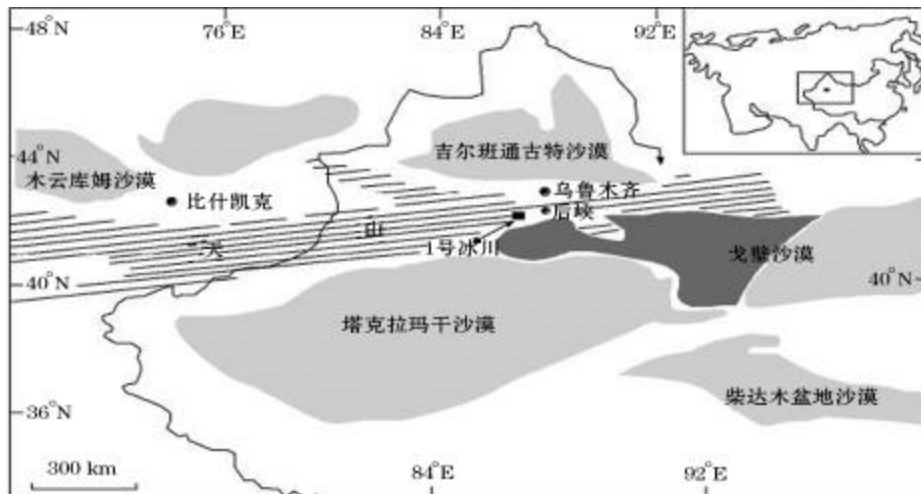 48°N
76°E
84°E
92°E
44°N
木云库姆沙漠
吉尔班通古特沙漠
比什凯克
乌鲁木齐
后峡
天
山
1号冰川
戈壁沙漠
40°N
40°N
塔克拉玛干沙漠
柴达木盆地沙漠
36°N
300 km
84°E
92°E